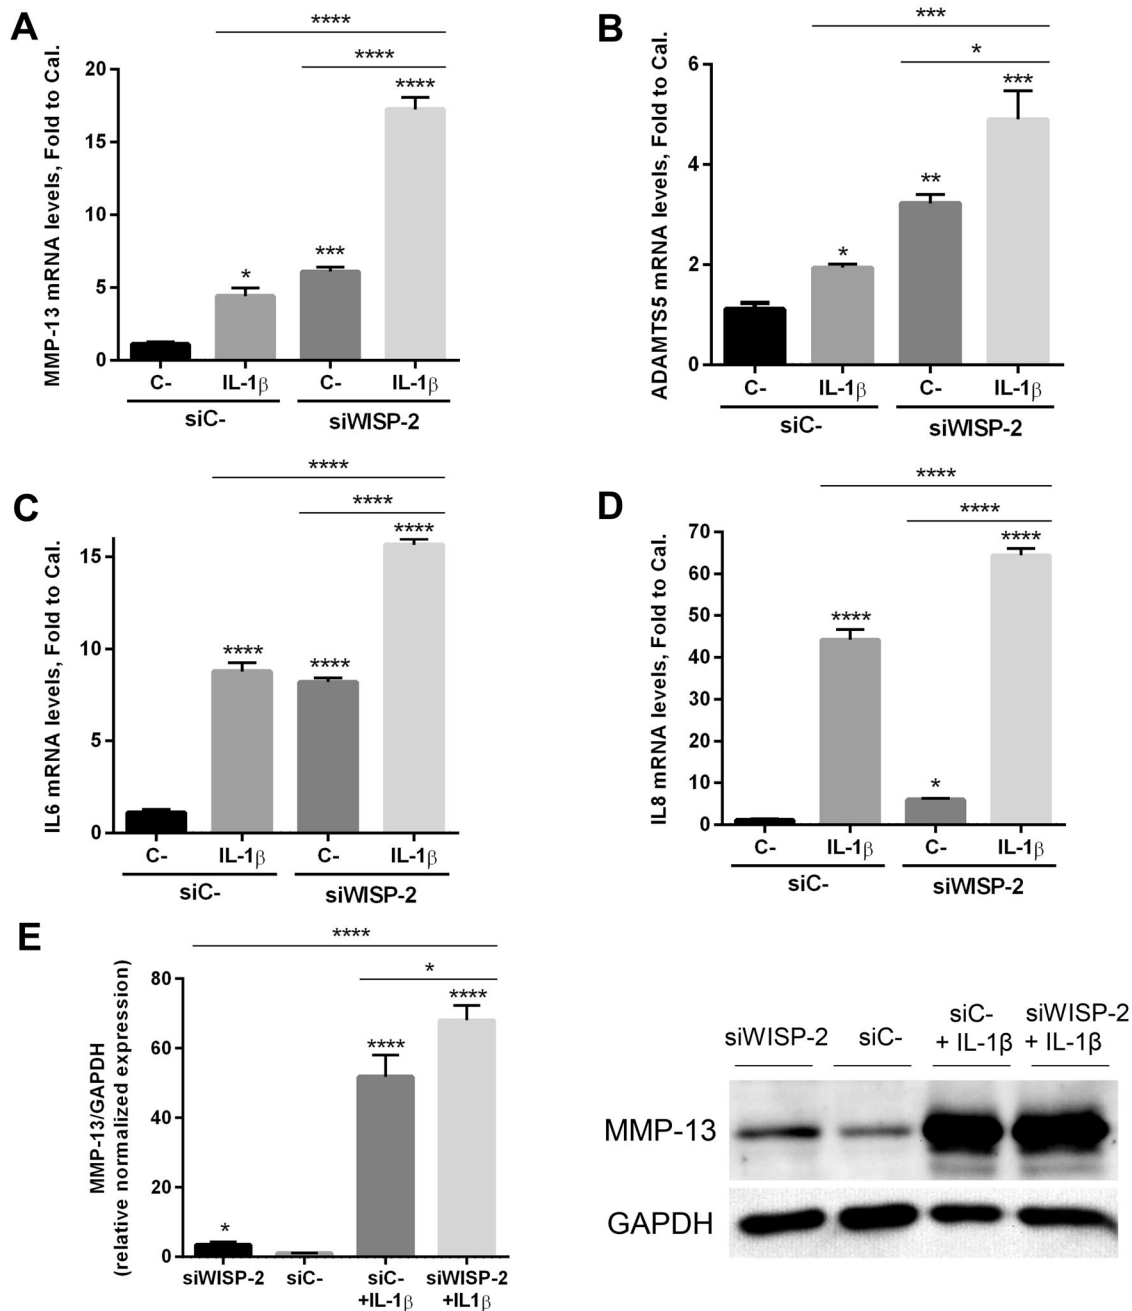 A
MMP-13 mRNA levels, Fold to Cal.
20
15
10
5
0
****
****
****
*
***
C-
IL-1β
C-
IL-1β
siC-
siWISP-2
B
ADAMTS5 mRNA levels, Fold to Cal.
6
4
2
0
***
*
***
**
*
C-
IL-1β
C-
IL-1β
siC-
siWISP-2
C
IL6 mRNA levels, Fold to Cal.
15
10
5
0
****
****
****
****
****
C-
IL-1β
C-
IL-1β
siC-
siWISP-2
D
IL8 mRNA levels, Fold to Cal.
70
60
50
40
30
20
10
0
****
****
****
****
*
C-
IL-1β
C-
IL-1β
siC-
siWISP-2
E
MMP-13/GAPDH
(relative normalized expression)
80
60
40
20
0
****
*
****
****
*
siWISP-2
siC-
siC-
+IL-1β
siWISP-2
+IL1β
siWISP-2
siC-
siC-
+ IL-1β
siWISP-2
+ IL-1β
MMP-13
GAPDH